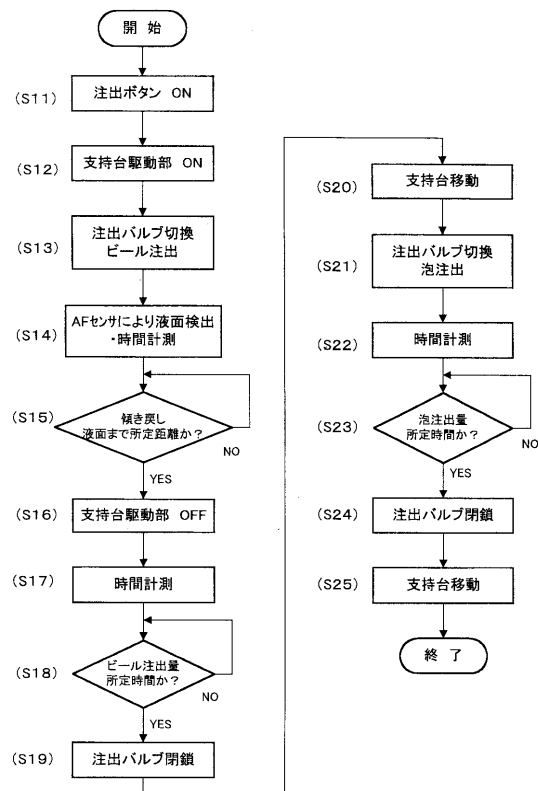 開 始
(S11)
注出ボタン ON
(S12)
支持台駆動部 ON
(S13)
注出バルブ切換
ビール注出
(S14)
AFセンサにより液面検出
・時間計測
(S15)
傾き戻し
液面まで所定距離か?
NO
YES
(S16)
支持台駆動部 OFF
(S17)
時間計測
(S18)
ビール注出量
所定時間か?
NO
YES
(S19)
注出バルブ閉鎖
(S20)
支持台移動
(S21)
注出バルブ切換
泡注出
(S22)
時間計測
(S23)
泡注出量
所定時間か?
NO
YES
(S24)
注出バルブ閉鎖
(S25)
支持台移動
終 了